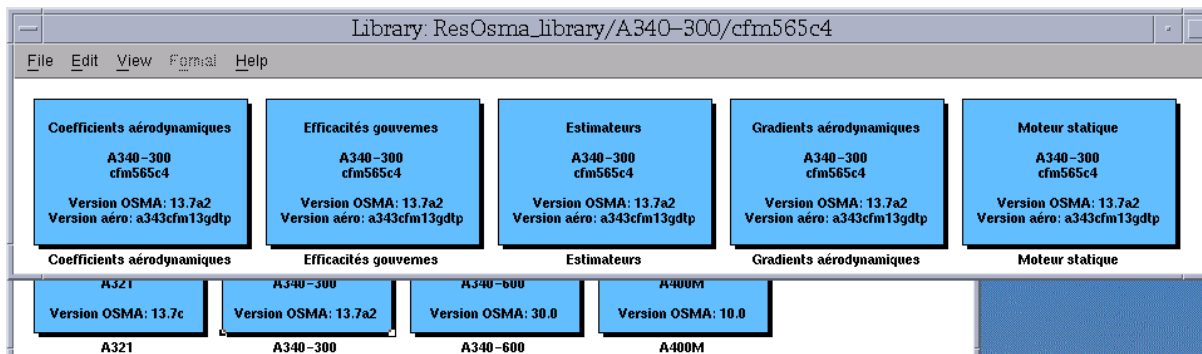 Library: ResOsma_library/A340-300/cfm565c4
File Edit View Format Help
Coefficients aérodynamiques
A340-300
cfm565c4
Version OSMA: 13.7a2
Version aéro: a343cfm13gdtp
Coefficients aérodynamiques
Efficacités gouvernes
A340-300
cfm565c4
Version OSMA: 13.7a2
Version aéro: a343cfm13gdtp
Efficacités gouvernes
Estimateurs
A340-300
cfm565c4
Version OSMA: 13.7a2
Version aéro: a343cfm13gdtp
Estimateurs
Gradients aérodynamiques
A340-300
cfm565c4
Version OSMA: 13.7a2
Version aéro: a343cfm13gdtp
Gradients aérodynamiques
Moteur statique
A340-300
cfm565c4
Version OSMA: 13.7a2
Version aéro: a343cfm13gdtp
Moteur statique
A321
Version OSMA: 13.7c
A321
A340-300
Version OSMA: 13.7a2
A340-300
A340-600
Version OSMA: 30.0
A340-600
A400M
Version OSMA: 10.0
A400M